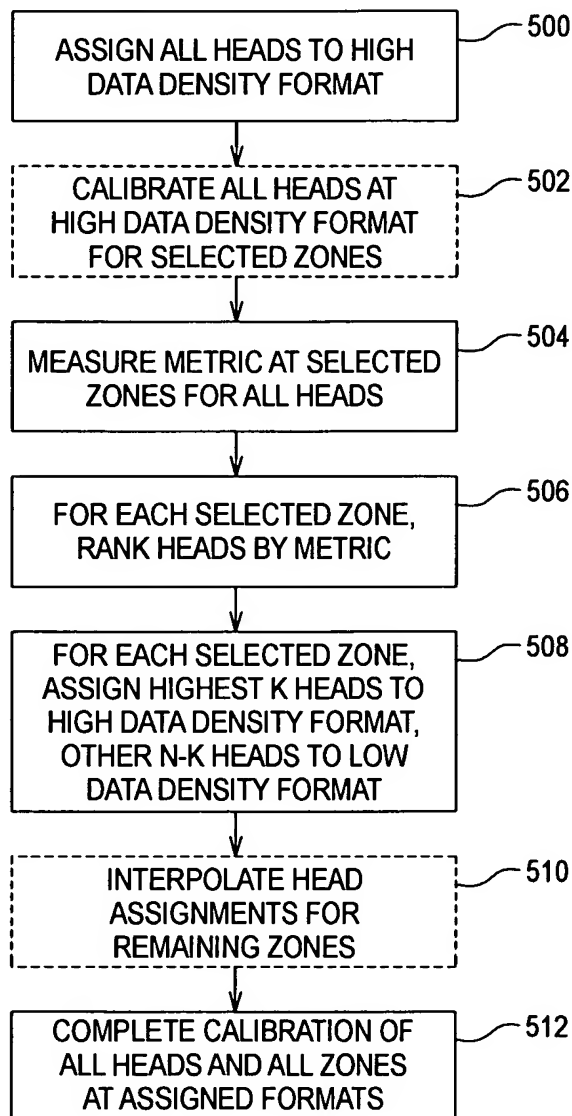 ASSIGN ALL HEADS TO HIGH
DATA DENSITY FORMAT
500
CALIBRATE ALL HEADS AT
HIGH DATA DENSITY FORMAT
FOR SELECTED ZONES
502
MEASURE METRIC AT SELECTED
ZONES FOR ALL HEADS
504
FOR EACH SELECTED ZONE,
RANK HEADS BY METRIC
506
FOR EACH SELECTED ZONE,
ASSIGN HIGHEST K HEADS TO
HIGH DATA DENSITY FORMAT,
OTHER N-K HEADS TO LOW
DATA DENSITY FORMAT
508
INTERPOLATE HEAD
ASSIGNMENTS FOR
REMAINING ZONES
510
COMPLETE CALIBRATION OF
ALL HEADS AND ALL ZONES
AT ASSIGNED FORMATS
512